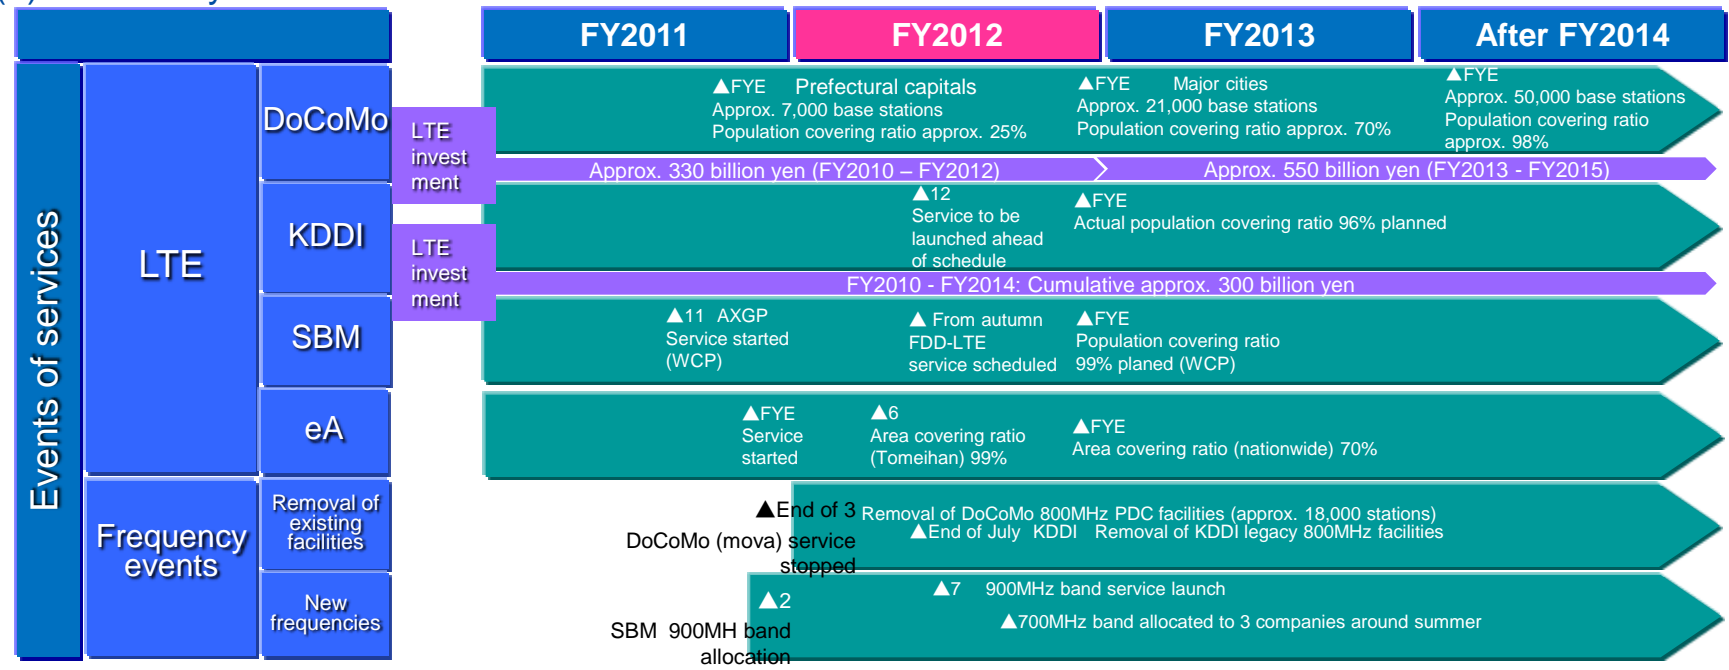 FY2011
FY2012
FY2013
After FY2014
Events of services
LTE
DoCoMo
▲FYE Prefectural capitals
Approx. 7,000 base stations
Population covering ratio approx. 25%
▲FYE Major cities
Approx. 21,000 base stations
Population covering ratio approx. 70%
▲FYE
Approx. 50,000 base stations
Population covering ratio
approx. 98%
LTE
invest
ment
Approx. 330 billion yen (FY2010 – FY2012)
Approx. 550 billion yen (FY2013 - FY2015)
KDDI
▲12
Service to be
launched ahead
of schedule
▲FYE
Actual population covering ratio 96% planned
LTE
invest
ment
FY2010 - FY2014: Cumulative approx. 300 billion yen
SBM
▲11 AXGP
Service started
(WCP)
▲ From autumn
FDD-LTE
service scheduled
▲FYE
Population covering ratio
99% planed (WCP)
eA
▲FYE
Service
started
▲6
Area covering ratio
(Tomeihan) 99%
▲FYE
Area covering ratio (nationwide) 70%
Frequency
events
Removal of
existing
facilities
▲End of 3
DoCoMo (mova) service
stopped
Removal of DoCoMo 800MHz PDC facilities (approx. 18,000 stations)
▲End of July KDDI Removal of KDDI legacy 800MHz facilities
New
frequencies
▲2
SBM 900MH band
allocation
▲7 900MHz band service launch
▲700MHz band allocated to 3 companies around summer